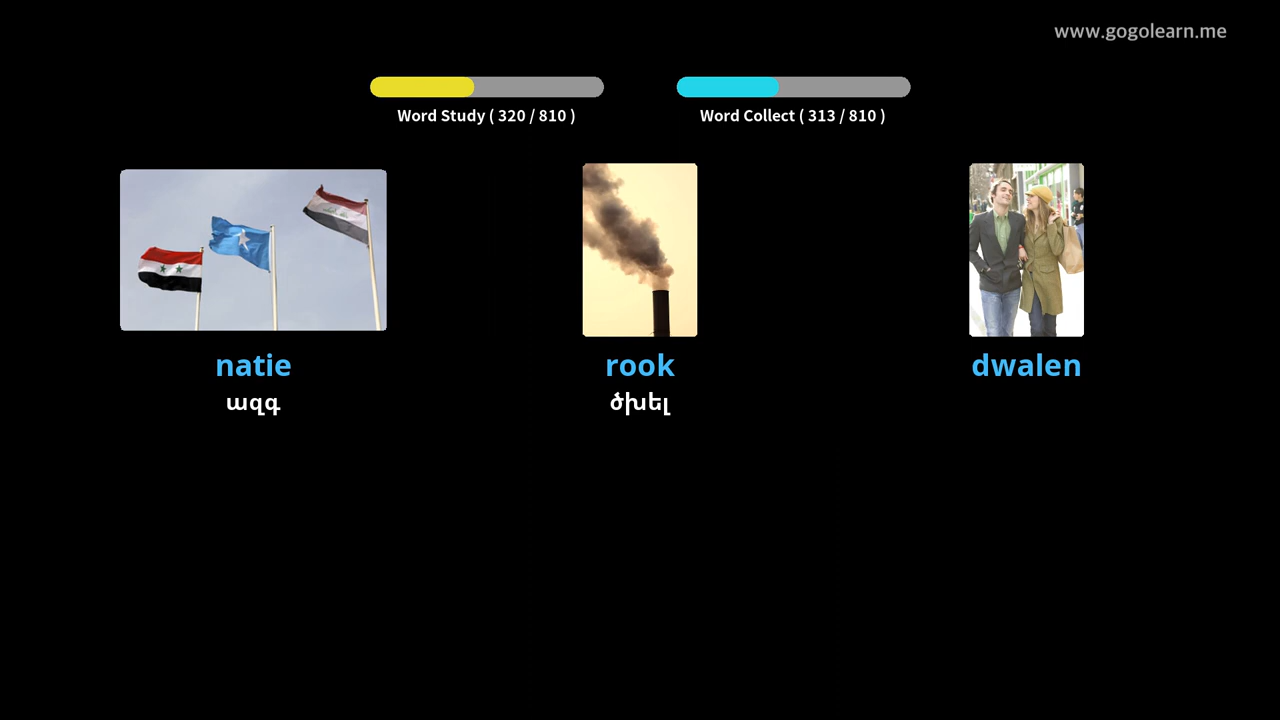 www.gogolearn.me
Word Study ( 320 / 810 )
Word Collect ( 313 / 810 )
natie
ազգ
rook
ծխել
dwalen